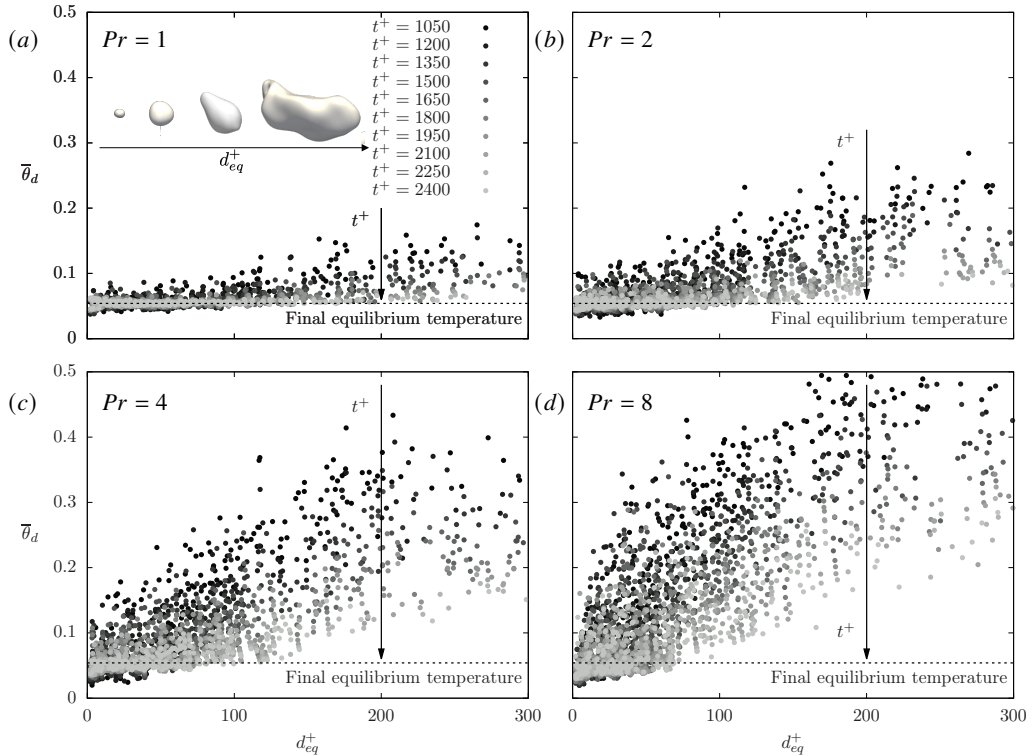 (a) Pr = 1
t⁺ = 1050
t⁺ = 1200
t⁺ = 1350
t⁺ = 1500
t⁺ = 1650
t⁺ = 1800
t⁺ = 1950
t⁺ = 2100
t⁺ = 2250
t⁺ = 2400
d⁺eq
t⁺
Final equilibrium temperature
θ̅d
0.5
0.4
0.3
0.2
0.1
0
(b) Pr = 2
t⁺
Final equilibrium temperature
(c) Pr = 4
t⁺
Final equilibrium temperature
θ̅d
0.5
0.4
0.3
0.2
0.1
0
0 100 200 300
d⁺eq
(d) Pr = 8
t⁺
Final equilibrium temperature
0 100 200 300
d⁺eq